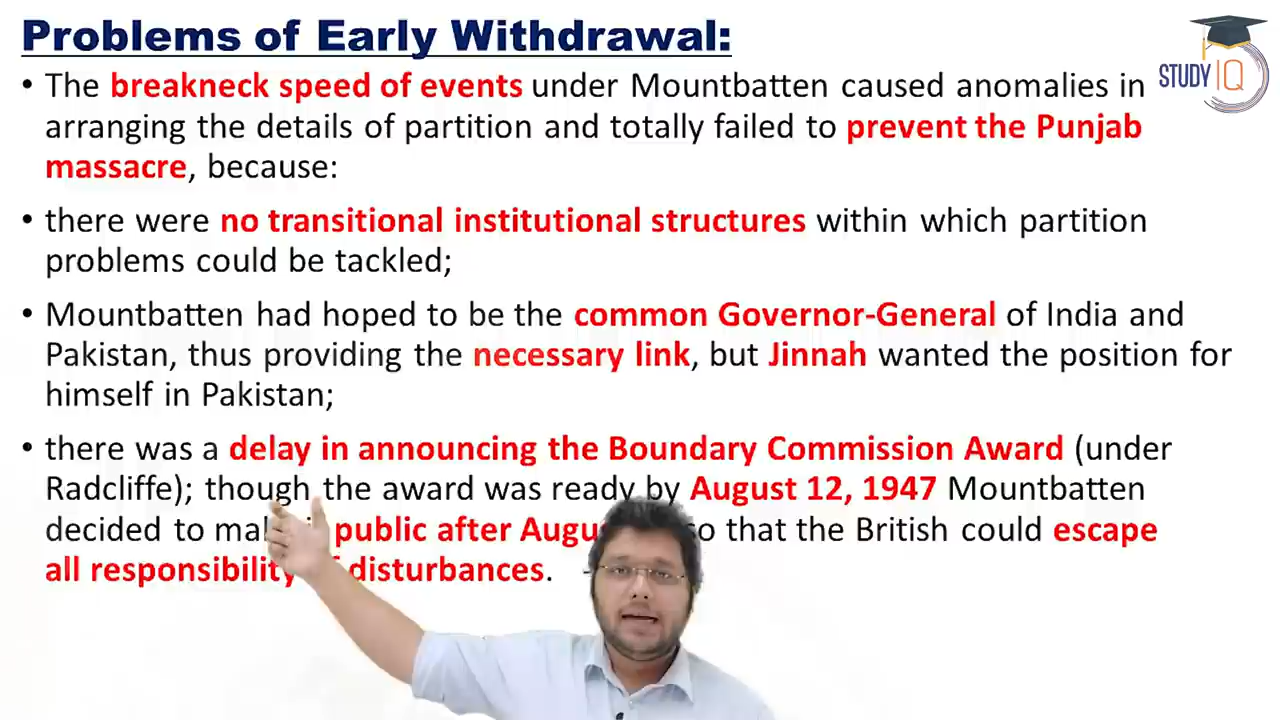 Problems of Early Withdrawal:
STUDY IQ
• The breakneck speed of events under Mountbatten caused anomalies in
arranging the details of partition and totally failed to prevent the Punjab
massacre, because:
• there were no transitional institutional structures within which partition
problems could be tackled;
• Mountbatten had hoped to be the common Governor-General of India and
Pakistan, thus providing the necessary link, but Jinnah wanted the position for
himself in Pakistan;
• there was a delay in announcing the Boundary Commission Award (under
Radcliffe); though the award was ready by August 12, 1947 Mountbatten
decided to public after so that the British could escape
all responsibility disturbances.